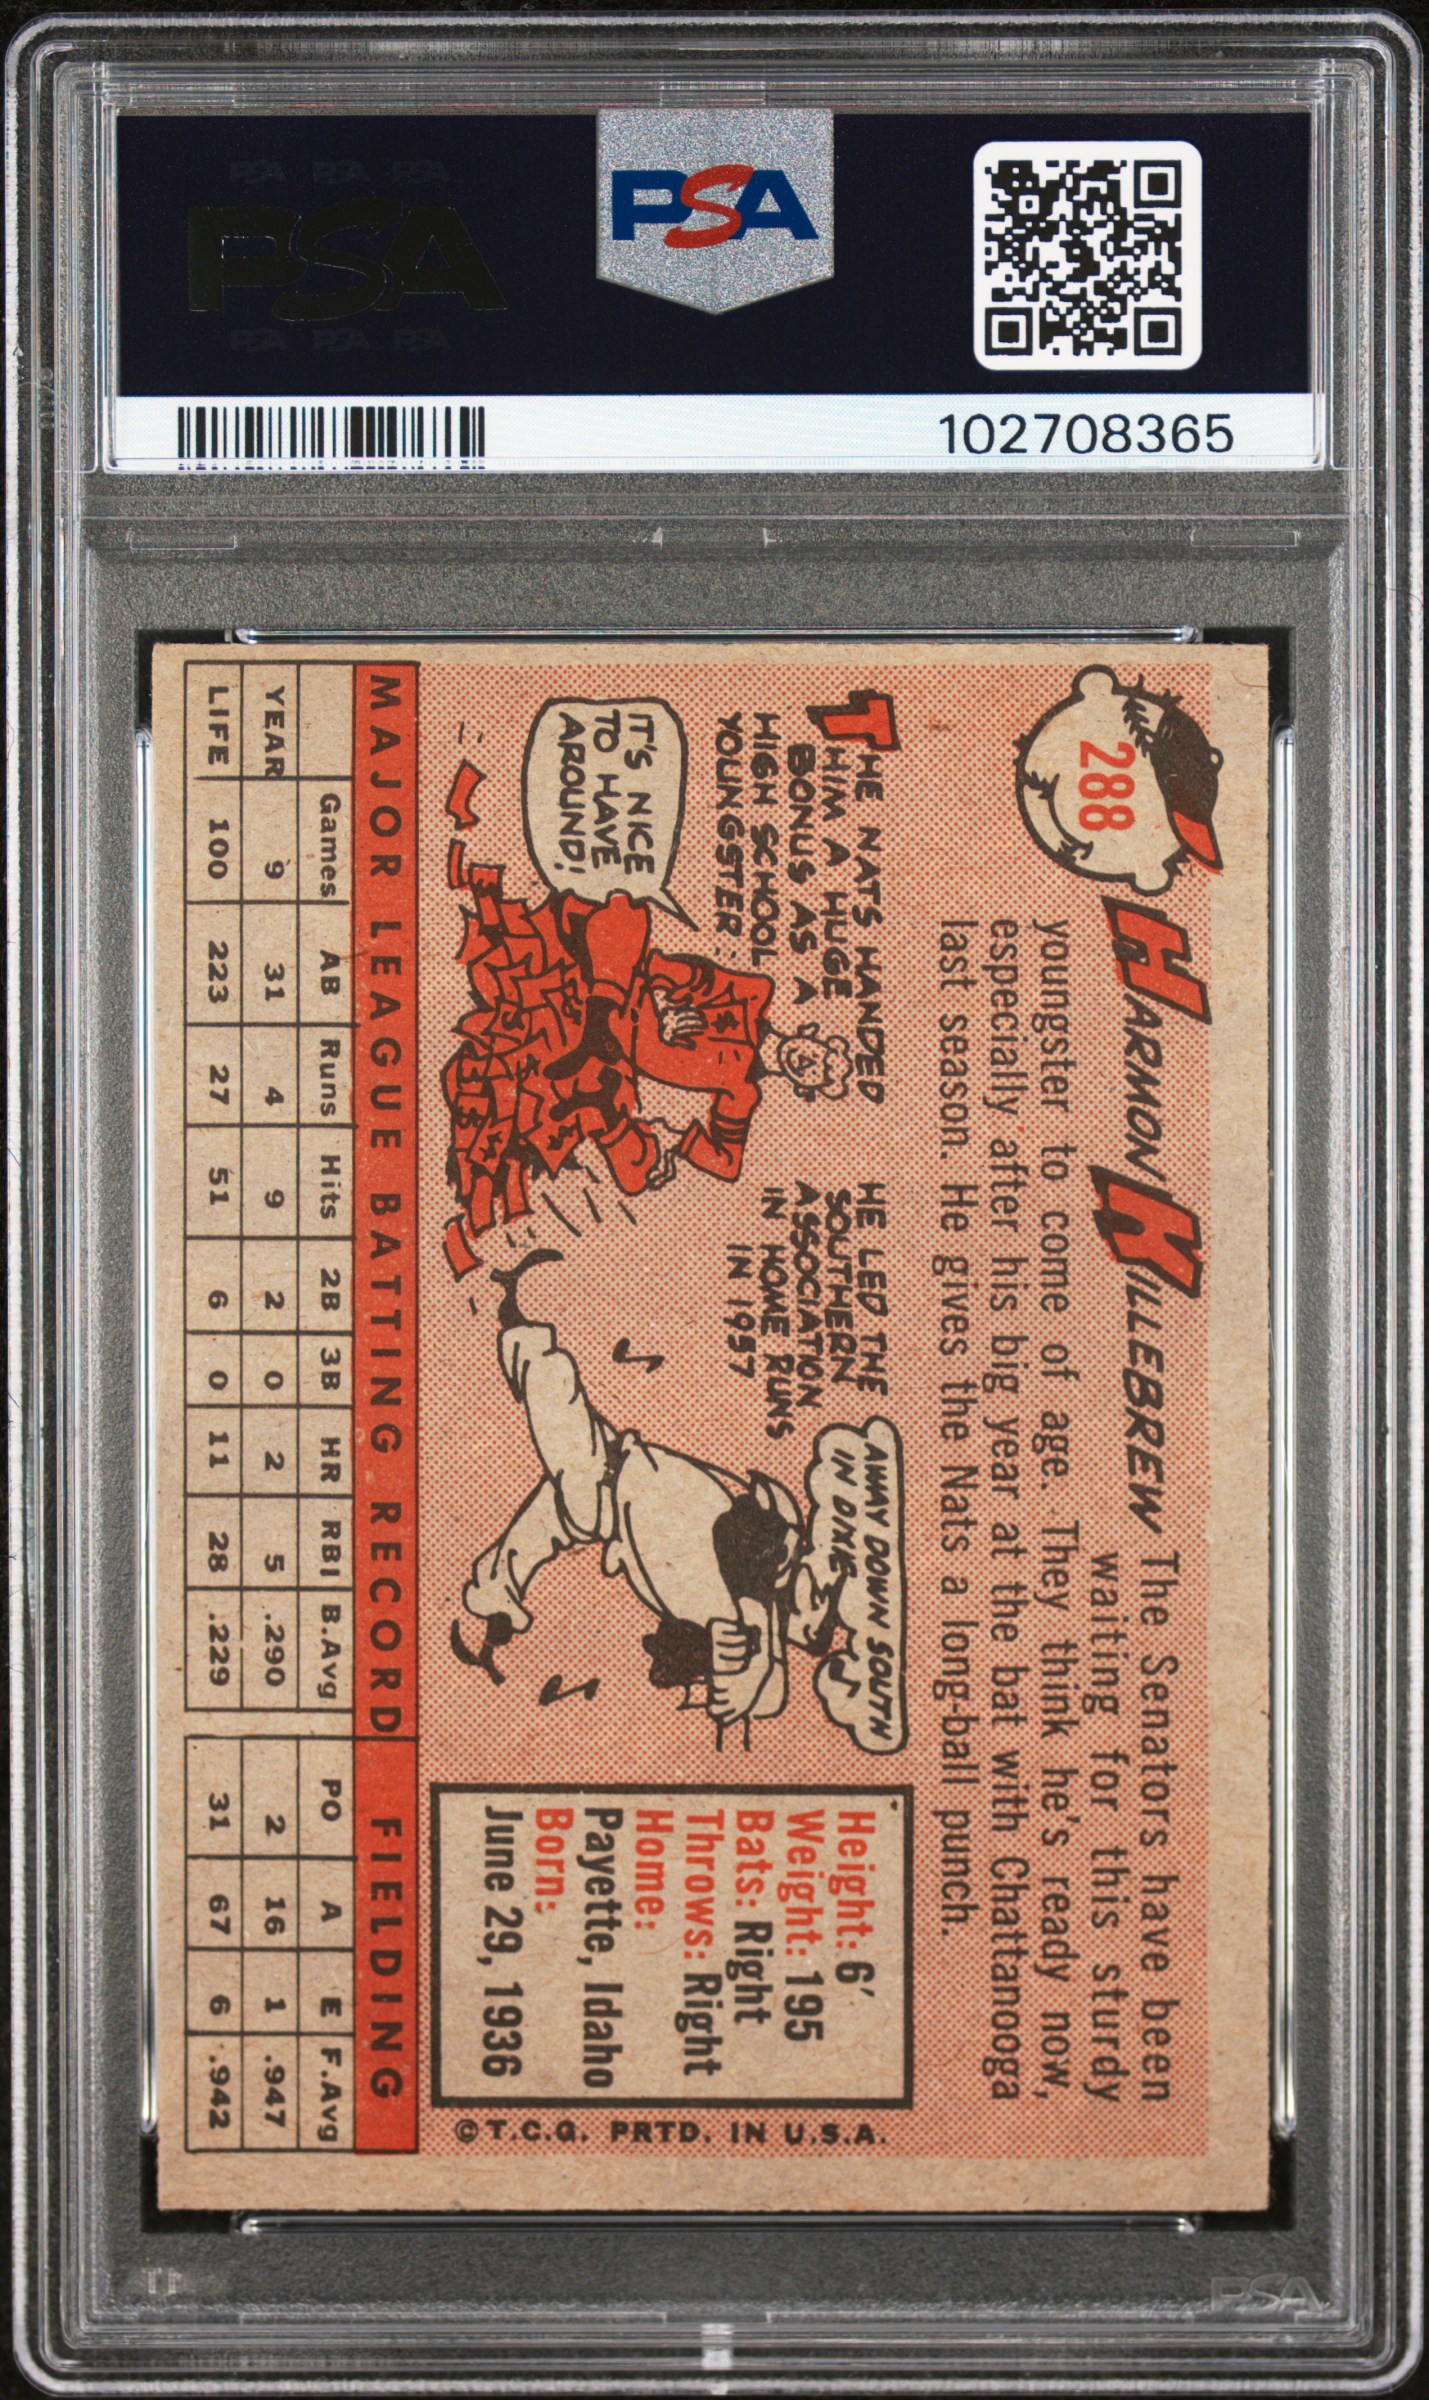 PSA PSA PSA
PSA
PSA PSA PSA
PSA
102708365
288
HARMON KILLEBREW
The Senators have been
waiting for this sturdy
youngster to come of age. They think he's ready now,
especially after his big year at the bat with Chattanooga
last season. He gives the Nats a long-ball punch.
THE NATS HANDED
HIM A HUGE
BONUS AS A
HIGH SCHOOL
YOUNGSTER.
IT'S NICE
TO HAVE
AROUND!
HE LED THE
SOUTHERN
ASSOCIATION
IN HOME RUNS
IN 1957
AWAY DOWN SOUTH
IN DIXIE
Height: 6'
Weight: 195
Bats: Right
Throws: Right
Home:
Payette, Idaho
Born:
June 29, 1936
© T.C.G. PRTD. IN U.S.A.
MAJOR LEAGUE BATTING RECORD FIELDING
Games AB Runs Hits 2B 3B HR RBI B.Avg PO A E F.Avg
YEAR 9 31 4 9 2 0 2 5 .290 2 16 1 .947
LIFE 100 223 27 51 6 0 11 28 .229 31 67 6 .942
PSA